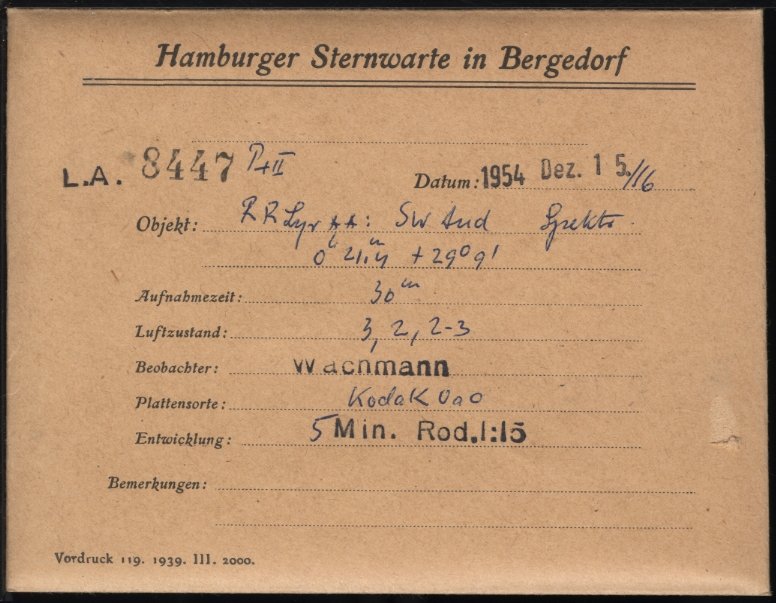 Hamburger Sternwarte in Bergedorf
L.A. 8447 P+II Datum: 1954 Dez. 15./16
Objekt: RR Lyr **: SW And Spektr.
0h 21.m4 +29°9'
Aufnahmezeit: 30m
Luftzustand: 3, 2, 2-3
Beobachter: Wachmann
Plattensorte: Kodak 0a0
Entwicklung: 5 Min. Rod.1:15
Bemerkungen:
Vordruck 119. 1939. III. 2000.